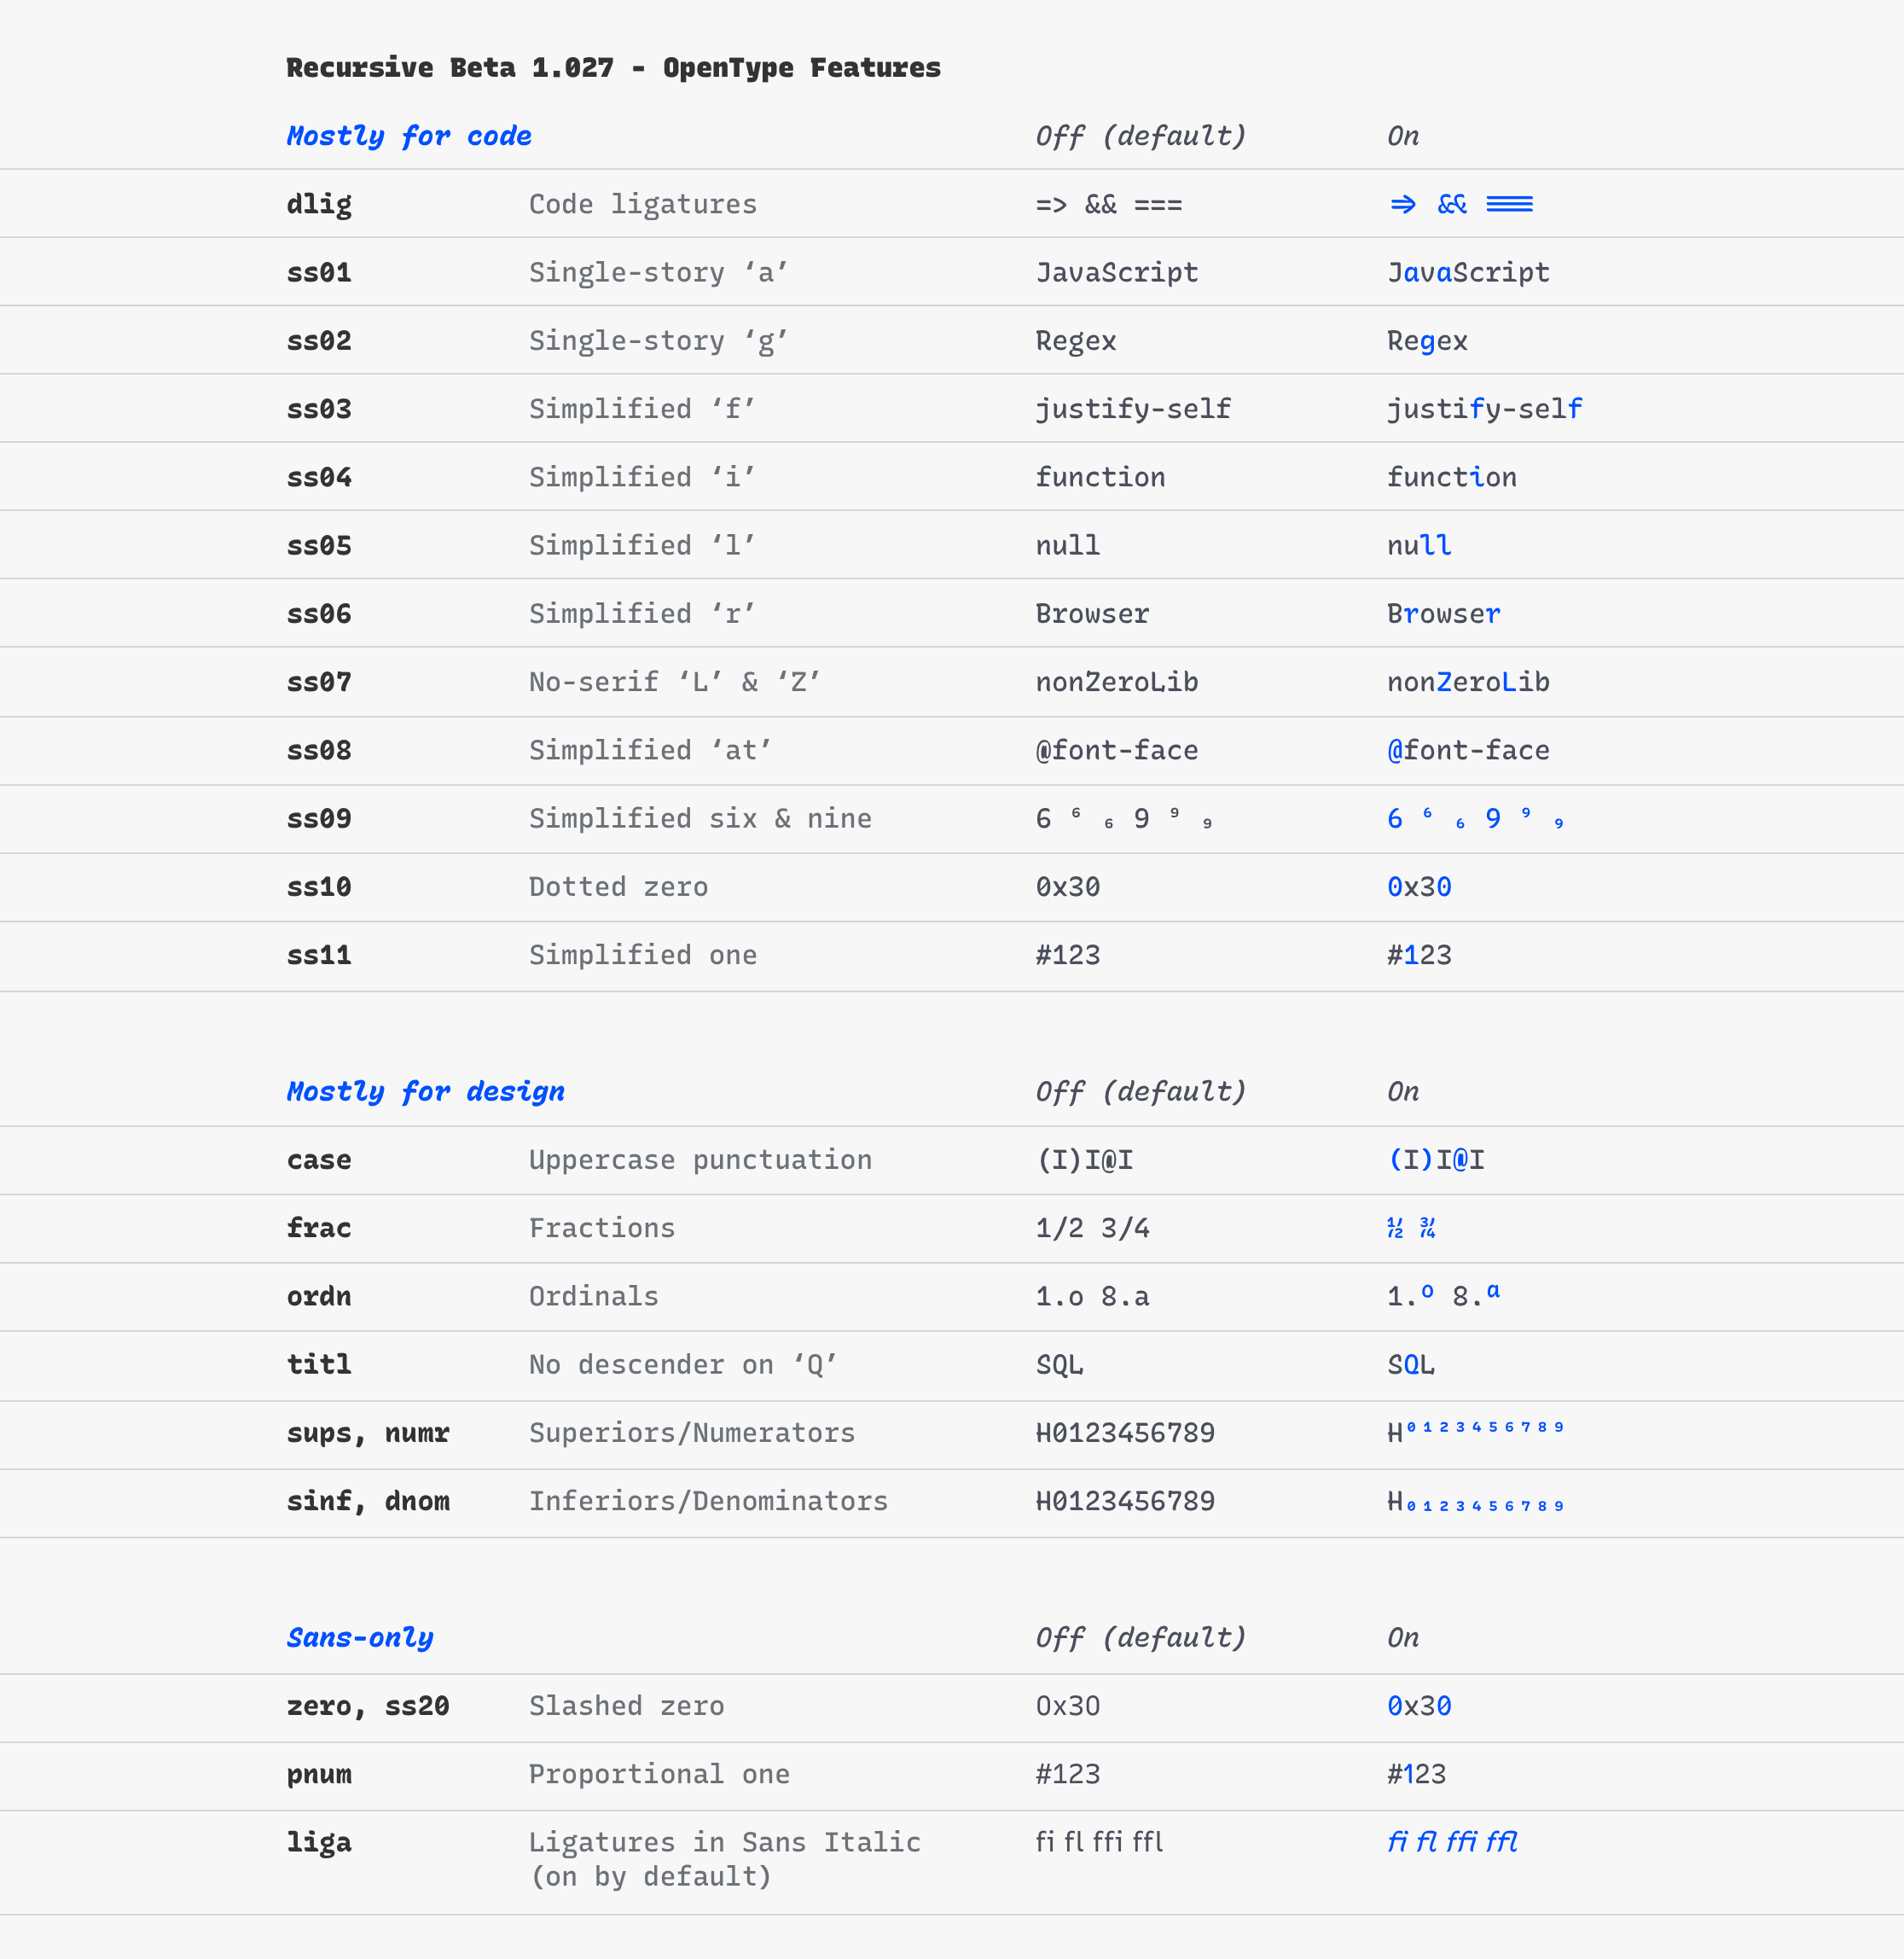 Recursive Beta 1.027 - OpenType Features
Mostly for code Off (default) On
dlig Code ligatures => && === => && ===
ss01 Single-story ‘a’ JavaScript JavaScript
ss02 Single-story ‘g’ Regex Regex
ss03 Simplified ‘f’ justify-self justify-self
ss04 Simplified ‘i’ function function
ss05 Simplified ‘l’ null null
ss06 Simplified ‘r’ Browser Browser
ss07 No-serif ‘L’ & ‘Z’ nonZeroLib nonZeroLib
ss08 Simplified ‘at’ @font-face @font-face
ss09 Simplified six & nine 6 ⁶ ₆ 9 ⁹ ₉ 6 ⁶ ₆ 9 ⁹ ₉
ss10 Dotted zero 0x30 0x30
ss11 Simplified one #123 #123
Mostly for design Off (default) On
case Uppercase punctuation (I)I@I (I)I@I
frac Fractions 1/2 3/4 ½ ¾
ordn Ordinals 1.o 8.a 1.º 8.ª
titl No descender on ‘Q’ SQL SQL
sups, numr Superiors/Numerators H0123456789 H⁰¹²³⁴⁵⁶⁷⁸⁹
sinf, dnom Inferiors/Denominators H0123456789 H₀₁₂₃₄₅₆₇₈₉
Sans-only Off (default) On
zero, ss20 Slashed zero 0x30 0x30
pnum Proportional one #123 #123
liga Ligatures in Sans Italic fi fl ffi ffl fi fl ffi ffl
(on by default)